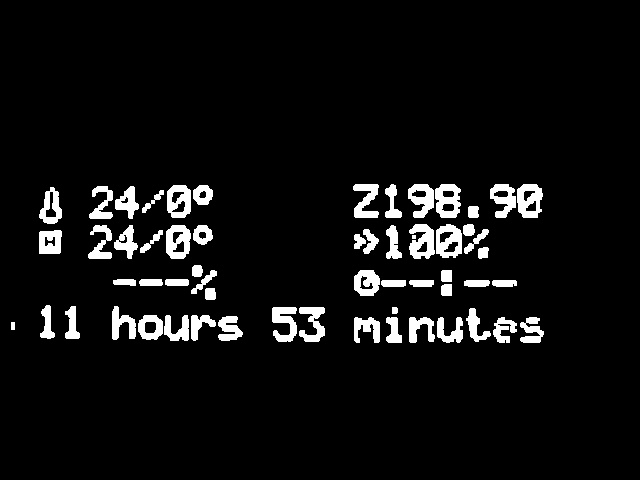 24/0° Z198.90
24/0° »100%
---% --:--
11 hours 53 minutes